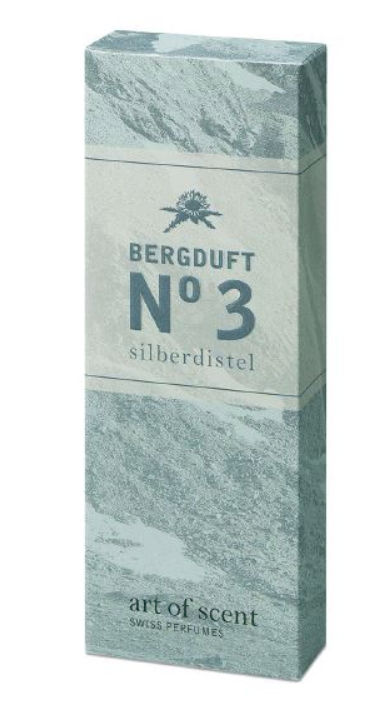 BERGDUFT
Nº 3
silberdistel
art of scent
SWISS PERFUMES